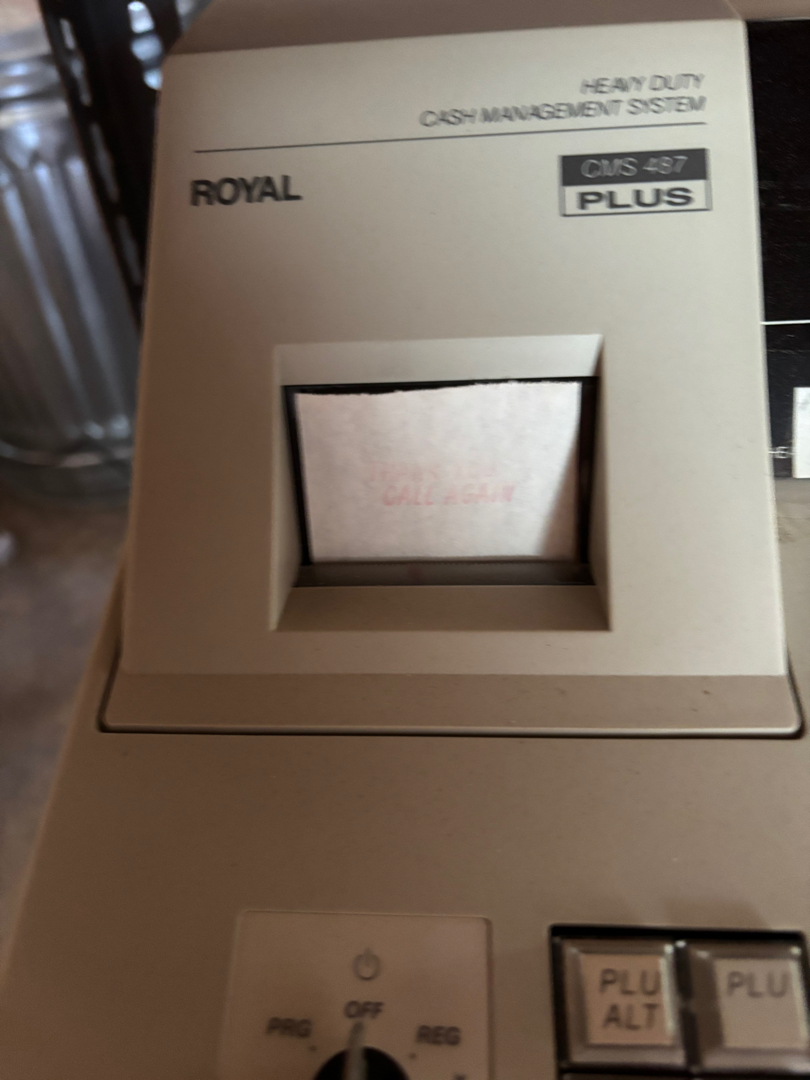 HEAVY DUTY
CASH MANAGEMENT SYSTEM
ROYAL
CMS 487
PLUS
CALL AGAIN
OFF
PRG
REG
PLU
ALT
PLU